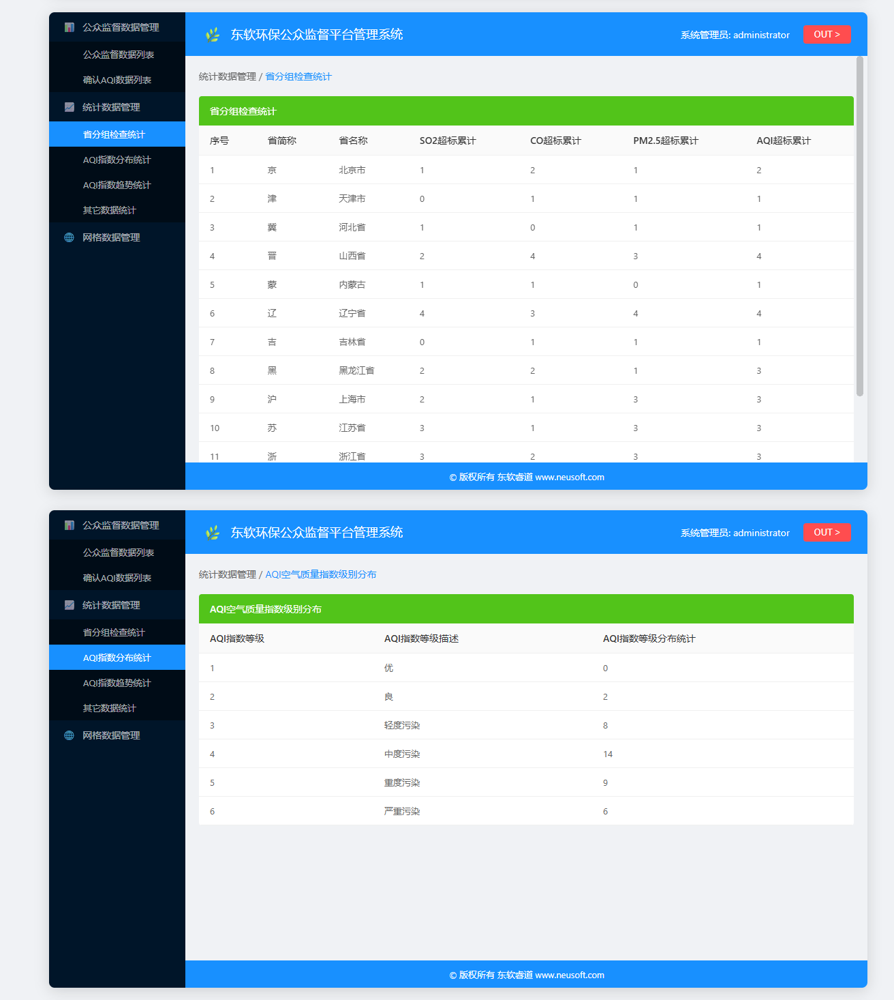 公众监督数据管理
公众监督数据列表
确认AQI数据列表
统计数据管理
省分组检查统计
AQI指数分布统计
AQI指数趋势统计
其它数据统计
网格数据管理
东软环保公众监督平台管理系统
系统管理员: administrator OUT >
统计数据管理 / 省分组检查统计
省分组检查统计
序号 省简称 省名称 SO2超标累计 CO超标累计 PM2.5超标累计 AQI超标累计
1 京 北京市 1 2 1 2
2 津 天津市 0 1 1 1
3 冀 河北省 1 0 1 1
4 晋 山西省 2 4 3 4
5 蒙 内蒙古 1 1 0 1
6 辽 辽宁省 4 3 4 4
7 吉 吉林省 0 1 1 1
8 黑 黑龙江省 2 2 1 3
9 沪 上海市 2 1 3 3
10 苏 江苏省 3 1 3 3
11 浙 浙江省 3 2 3 3
© 版权所有 东软睿道 www.neusoft.com
公众监督数据管理
公众监督数据列表
确认AQI数据列表
统计数据管理
省分组检查统计
AQI指数分布统计
AQI指数趋势统计
其它数据统计
网格数据管理
东软环保公众监督平台管理系统
系统管理员: administrator OUT >
统计数据管理 / AQI空气质量指数级别分布
AQI空气质量指数级别分布
AQI指数等级 AQI指数等级描述 AQI指数等级分布统计
1 优 0
2 良 2
3 轻度污染 8
4 中度污染 14
5 重度污染 9
6 严重污染 6
© 版权所有 东软睿道 www.neusoft.com